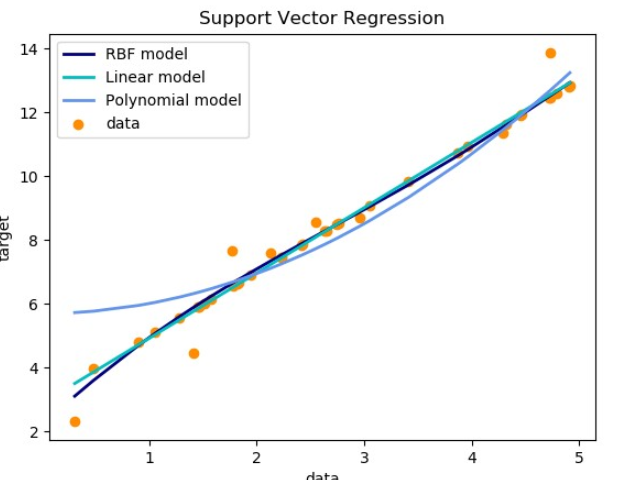 Support Vector Regression
RBF model
Linear model
Polynomial model
data
14
12
10
8
6
4
2
target
1
2
3
4
5
data